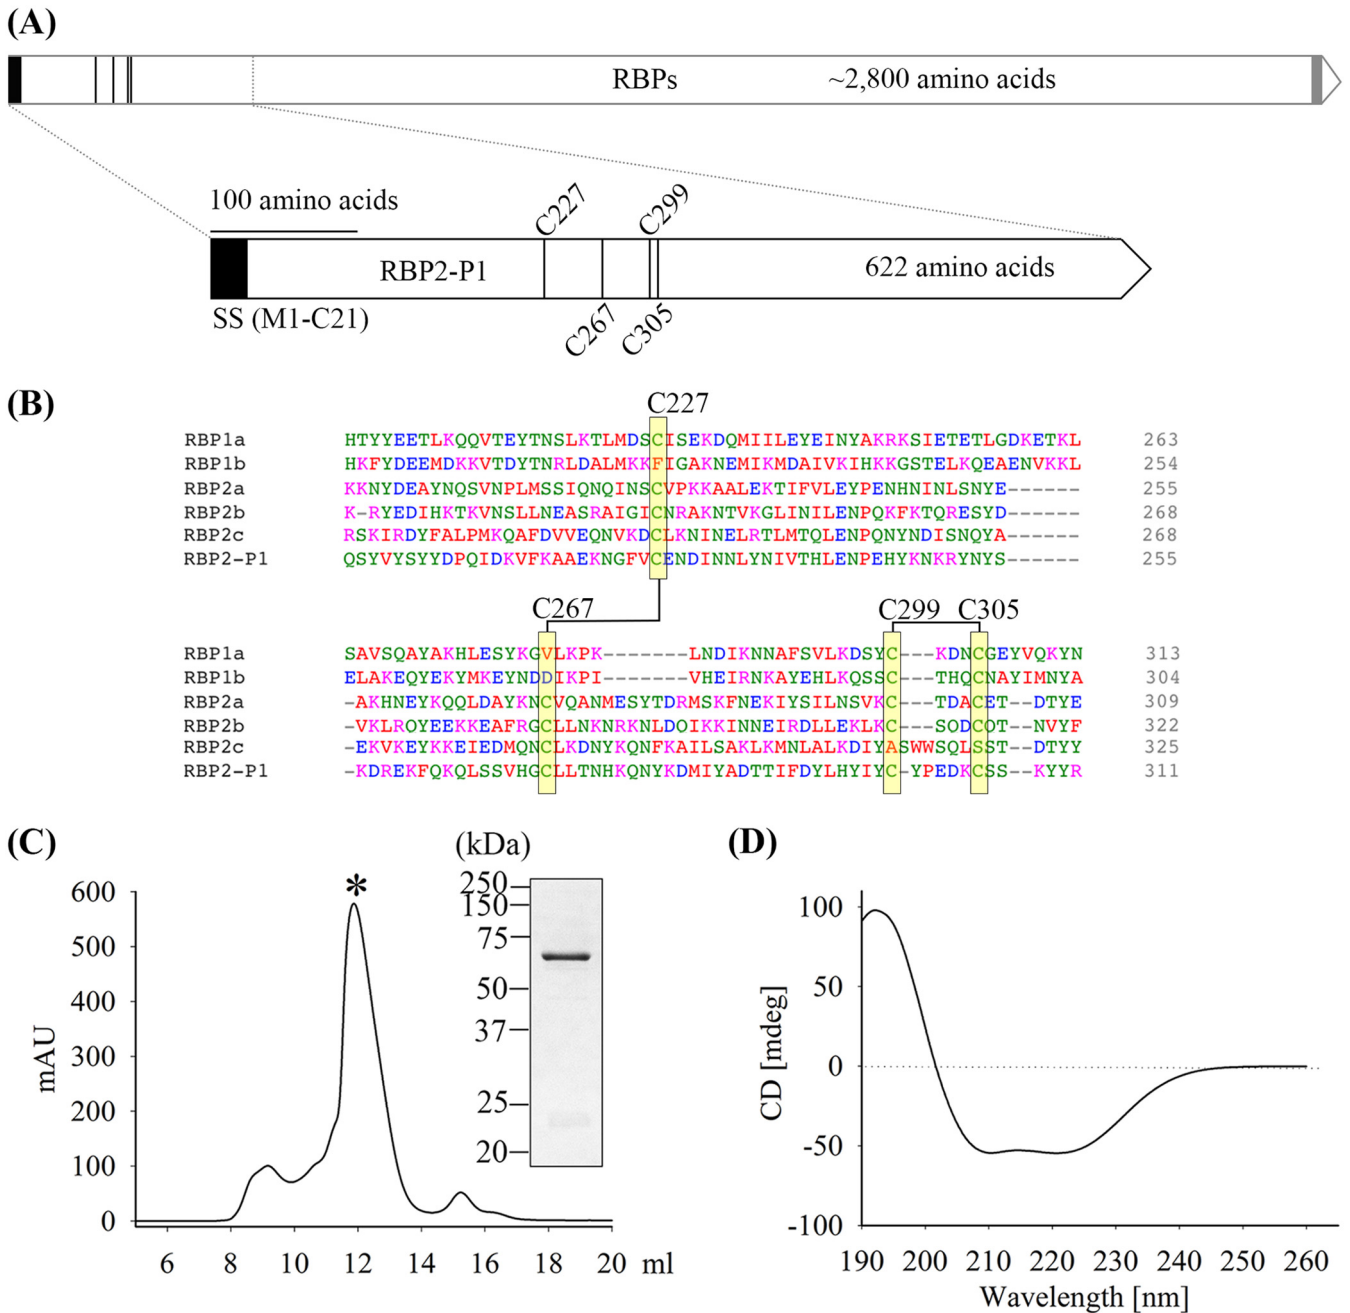 (A)
RBPs ~2,800 amino acids
100 amino acids
C227 C299
RBP2-P1 622 amino acids
SS (M1-C21)
C267 C305
(B)
C227
RBP1a HTYYEETLKQQVTEYTNSLKTLMDSCISEKDQMIILEYEINYAKRKSIETETLGDKETKL 263
RBP1b HKFYDEEMDKKVTDYTNRLDALMKKFIGAKNEMIKMDAIVKIHKKGSTELKQEAENVKKL 254
RBP2a KKNYDEAYNQSVNPLMSSIQNQINSCVPKKAALEKTIFVLEYPENHNINLSNYE------ 255
RBP2b K-RYEDIHKTKVNSLLNEASRAIGICNRAKNTVKGLINILENPQKFKTQRESYD------ 268
RBP2c RSKIRDYFALPMKQAFDVVEQNVKDCLKNINELRTLMTQLENPQNYNDISNQYA------ 268
RBP2-P1 QSYVYSYYDPQIDKVFKAAEKNGFVCENDINNLYNIVTHLENPEHYKNKRYNYS------ 255
C267 C299 C305
RBP1a SAVSQAYAKHLESYKGVLKPK-------LNDIKNNAFSVLKDSYC---KDNCGEYVQKYN 313
RBP1b ELAKEQYEKYMKEYNDDIKPI-------VHEIRNKAYEHLKQSSC---THQCNAYIMNYA 304
RBP2a -AKHNEYKQQLDAYKNCVQANMESYTDRMSKFNEKIYSILNSVKC---TDACET--DTYE 309
RBP2b -VKLRQYEEKKEAFRGCLLNKNRKNLDQIKKINNEIRDLLEKLKC---SQDCQT--NVYF 322
RBP2c -EKVKEYKKEIEDMQNCLKDNYKQNFKAILSAKLKMNLALKDIYASWWSQLSST--DTYY 325
RBP2-P1 -KDREKFQKQLSSVHGCLLTNHKQNYKDMIYADTTIFDYLHYIYC-YPEDKCSS--KYYR 311
(C)
(kDa)
250
150
75
50
37
25
20
*
600
500
400
300
200
100
0
mAU
6 8 10 12 14 16 18 20 ml
(D)
100
50
0
-50
-100
CD [mdeg]
190 200 210 220 230 240 250 260
Wavelength [nm]